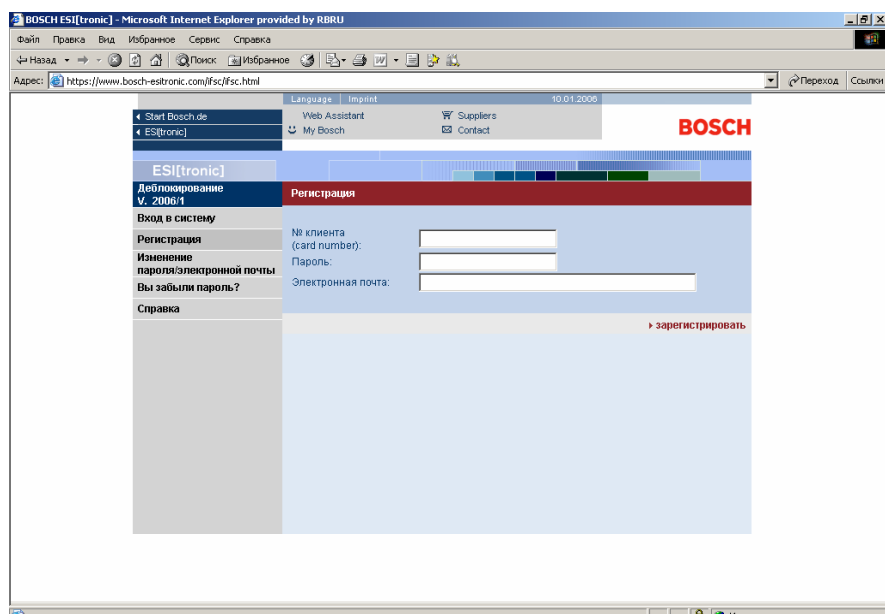 BOSCH ESI[tronic] - Microsoft Internet Explorer provided by RBRU
Файл Правка Вид Избранное Сервис Справка
Назад Поиск Избранное
Адрес: https://www.bosch-esitronic.com/ifsc/ifsc.html Переход Ссылки
Language Imprint 10.01.2006
Start Bosch.de Web Assistant Suppliers
ESI[tronic] My Bosch Contact
BOSCH
ESI[tronic]
Деблокирование
V. 2006/1
Регистрация
Вход в систему
Регистрация
Изменение
пароля/электронной почты
Вы забыли пароль?
Справка
№ клиента
(card number):
Пароль:
Электронная почта:
зарегистрировать